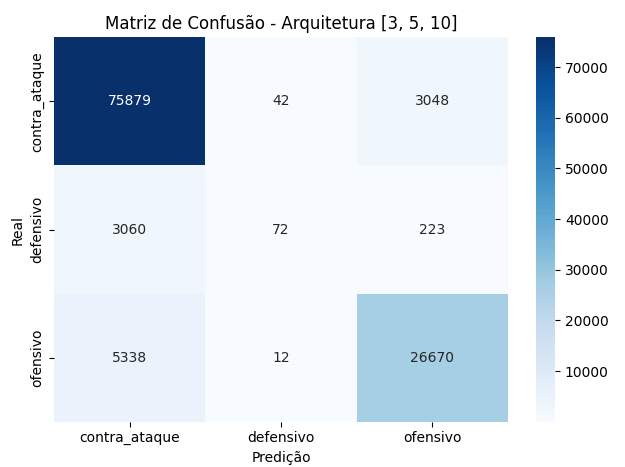 Matriz de Confusão - Arquitetura [3, 5, 10]
contra_ataque
75879
42
3048
defensivo
3060
72
223
ofensivo
5338
12
26670
contra_ataque
defensivo
ofensivo
Predição
Real
70000
60000
50000
40000
30000
20000
10000